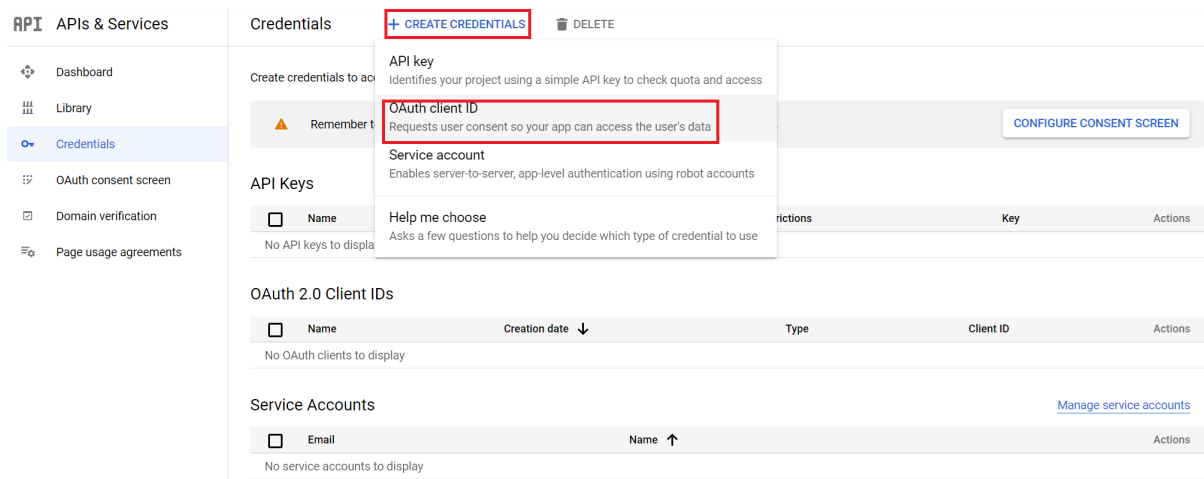 API APIs & Services
Credentials
+ CREATE CREDENTIALS
DELETE
Dashboard
Library
Credentials
OAuth consent screen
Domain verification
Page usage agreements
Create credentials to
API key
Identifies your project using a simple API key to check quota and access
OAuth client ID
Requests user consent so your app can access the user's data
Service account
Enables server-to-server, app-level authentication using robot accounts
Help me choose
Asks a few questions to help you decide which type of credential to use
Remember
CONFIGURE CONSENT SCREEN
API Keys
Name Key Actions
No API keys to
OAuth 2.0 Client IDs
Name Creation date Type Client ID Actions
No OAuth clients to display
Service Accounts
Manage service accounts
Email Name Actions
No service accounts to display